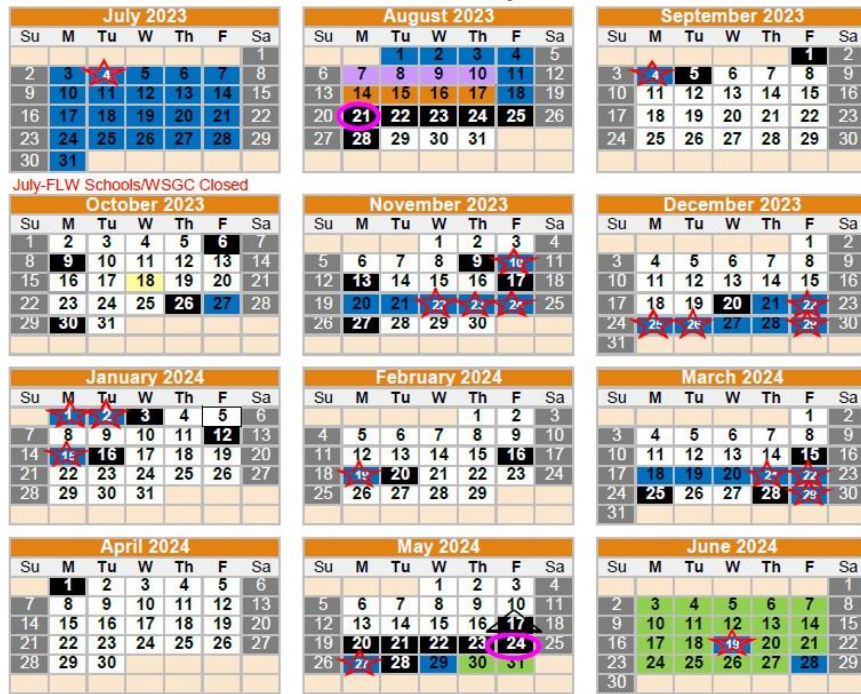 July 2023 August 2023 September 2023
Su M Tu W Th F Sa Su M Tu W Th F Sa Su M Tu W Th F Sa
1 1 2 3 4 5 1 2
2 3 4 5 6 7 8 6 7 8 9 10 11 12 3 4 5 6 7 8 9
9 10 11 12 13 14 15 13 14 15 16 17 18 19 10 11 12 13 14 15 16
16 17 18 19 20 21 22 20 21 22 23 24 25 26 17 18 19 20 21 22 23
23 24 25 26 27 28 29 27 28 29 30 31 24 25 26 27 28 29 30
30 31
July-FLW Schools/WSGC Closed
October 2023 November 2023 December 2023
Su M Tu W Th F Sa Su M Tu W Th F Sa Su M Tu W Th F Sa
1 2 3 4 5 6 7 1 2 3 4 1 2
8 9 10 11 12 13 14 5 6 7 8 9 10 11 3 4 5 6 7 8 9
15 16 17 18 19 20 21 12 13 14 15 16 17 18 10 11 12 13 14 15 16
22 23 24 25 26 27 28 19 20 21 22 23 24 25 17 18 19 20 21 22 23
29 30 31 26 27 28 29 30 24 25 26 27 28 29 30
31
January 2024 February 2024 March 2024
Su M Tu W Th F Sa Su M Tu W Th F Sa Su M Tu W Th F Sa
1 2 3 4 5 6 1 2 3 1 2
7 8 9 10 11 12 13 4 5 6 7 8 9 10 3 4 5 6 7 8 9
14 15 16 17 18 19 20 11 12 13 14 15 16 17 10 11 12 13 14 15 16
21 22 23 24 25 26 27 18 19 20 21 22 23 24 17 18 19 20 21 22 23
28 29 30 31 25 26 27 28 29 24 25 26 27 28 29 30
31
April 2024 May 2024 June 2024
Su M Tu W Th F Sa Su M Tu W Th F Sa Su M Tu W Th F Sa
1 2 3 4 5 6 1 2 3 4 1
7 8 9 10 11 12 13 5 6 7 8 9 10 11 2 3 4 5 6 7 8
14 15 16 17 18 19 20 12 13 14 15 16 17 18 9 10 11 12 13 14 15
21 22 23 24 25 26 27 19 20 21 22 23 24 25 16 17 18 19 20 21 22
28 29 30 26 27 28 29 30 31 23 24 25 26 27 28 29
30